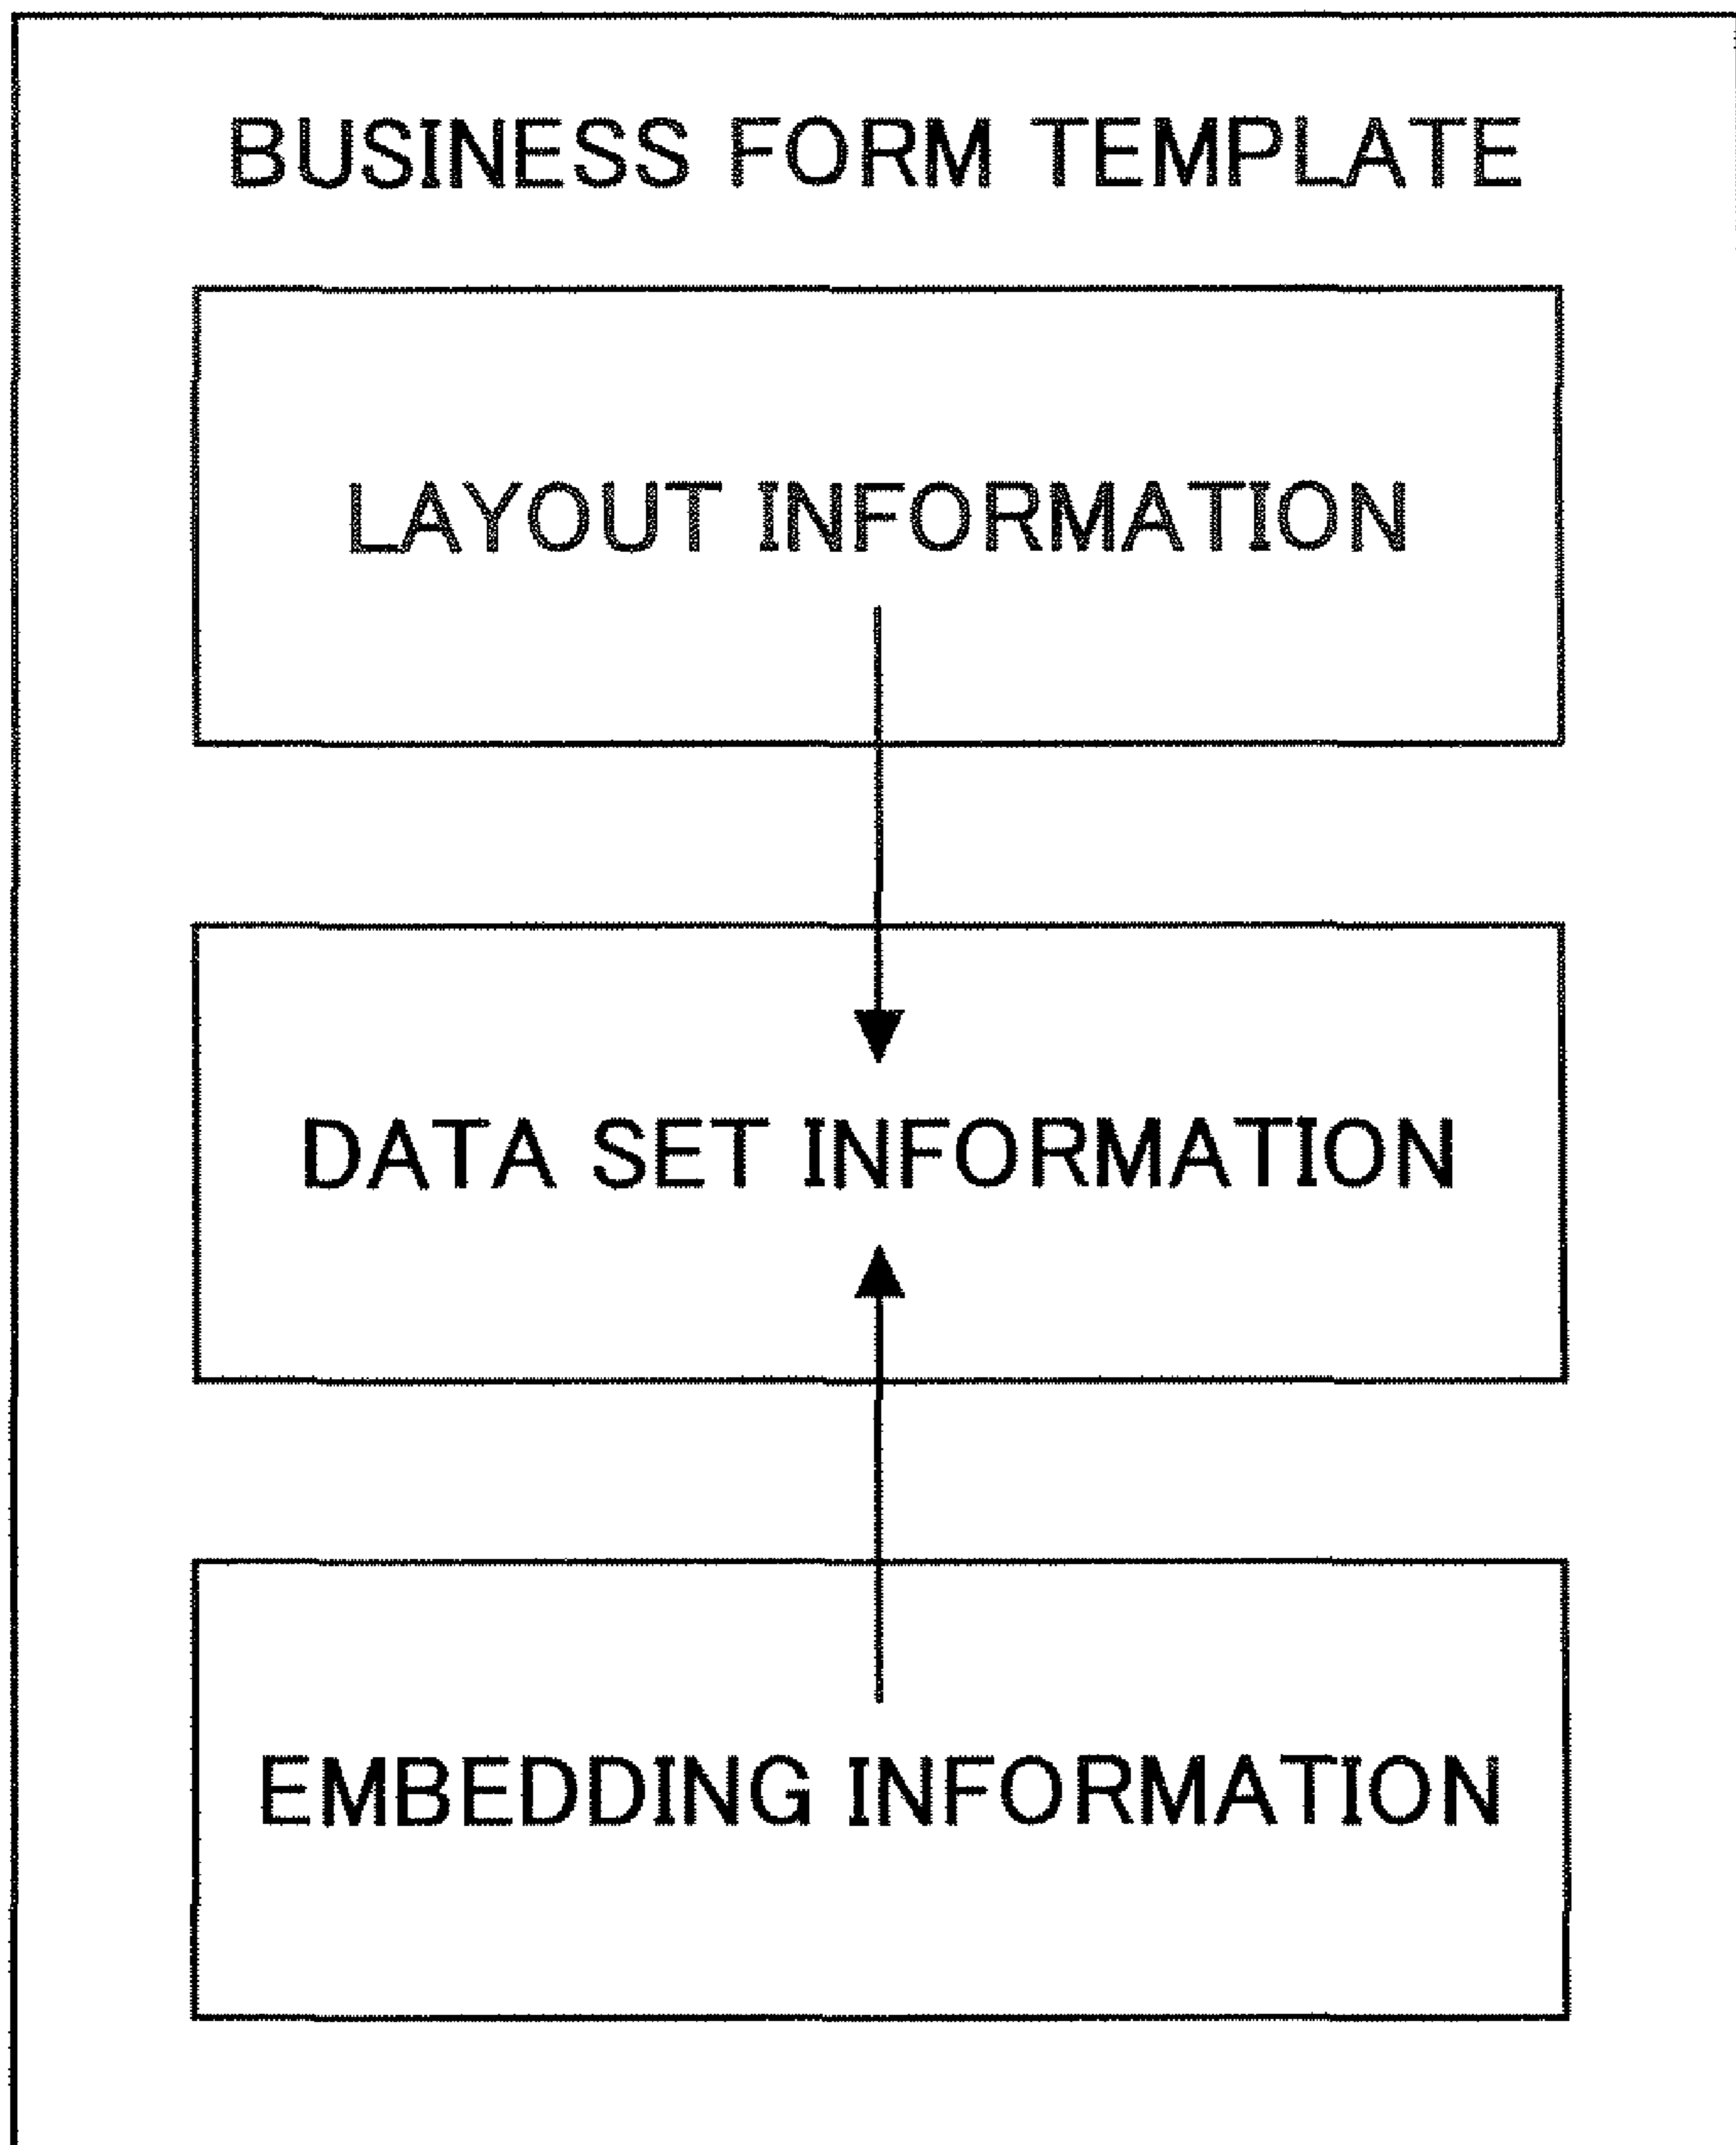 BUSINESS FORM TEMPLATE
LAYOUT INFORMATION
DATA SET INFORMATION
EMBEDDING INFORMATION